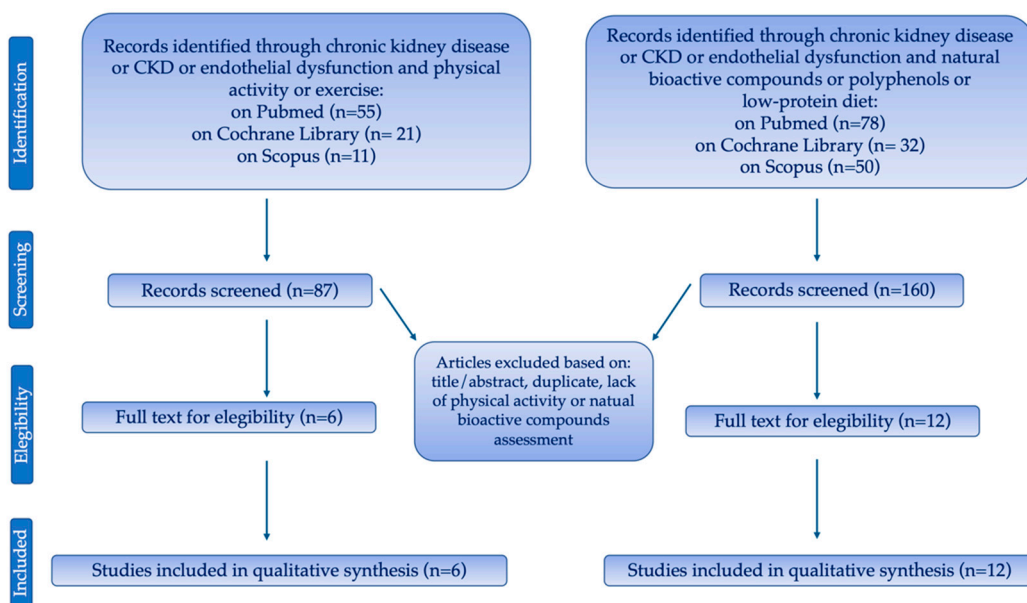 Identification
Records identified through chronic kidney disease
or CKD or endothelial dysfunction and physical
activity or exercise:
on Pubmed (n=55)
on Cochrane Library (n= 21)
on Scopus (n=11)
Records identified through chronic kidney disease
or CKD or endothelial dysfunction and natural
bioactive compounds or polyphenols or
low-protein diet:
on Pubmed (n=78)
on Cochrane Library (n= 32)
on Scopus (n=50)
Screening
Records screened (n=87)
Records screened (n=160)
Articles excluded based on:
title/abstract, duplicate, lack
of physical activity or natual
bioactive compounds
assessment
Elegibility
Full text for elegibility (n=6)
Full text for elegibility (n=12)
Included
Studies included in qualitative synthesis (n=6)
Studies included in qualitative synthesis (n=12)